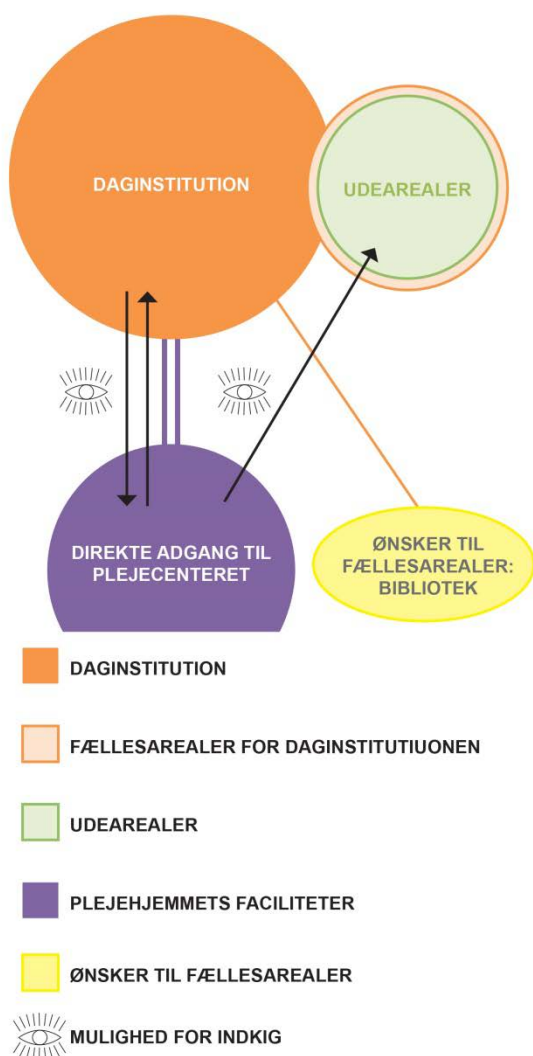 DAGINSTITUTION
UDEAREALER
DIREKTE ADGANG TIL
PLEJECENTERET
ØNSKER TIL
FÆLLESAREALER:
BIBLIOTEK
DAGINSTITUTION
FÆLLESAREALER FOR DAGINSTITUTIUONEN
UDEAREALER
PLEJEHJEMMETS FACILITETER
ØNSKER TIL FÆLLESAREALER
MULIGHED FOR INDKIG